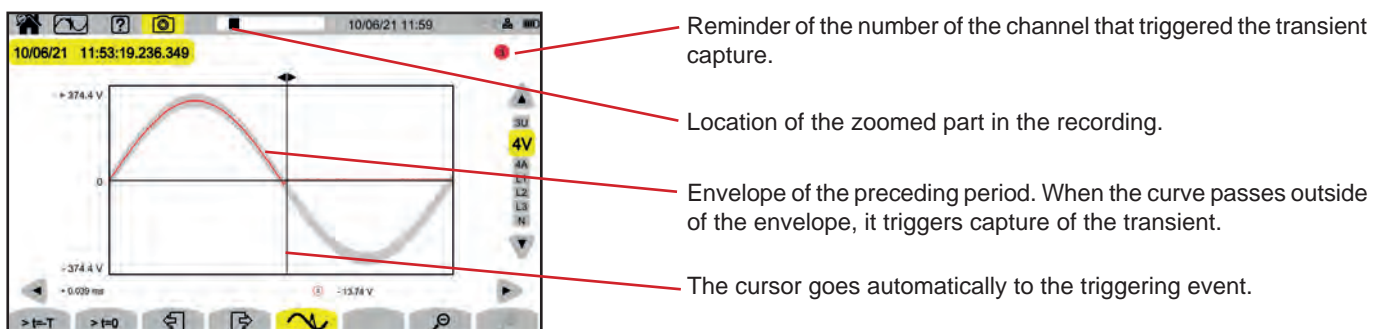 10/06/21 11:59
10/06/21 11:53:19.236.349
Reminder of the number of the channel that triggered the transient
capture.
+ 374.4 V
Location of the zoomed part in the recording.
3U
4V
4A
L1
L2
L3
N
0
Envelope of the preceding period. When the curve passes outside
of the envelope, it triggers capture of the transient.
- 374.4 V
The cursor goes automatically to the triggering event.
+ 0.039 ms
- 13.74 V
> t=-T
> t=0